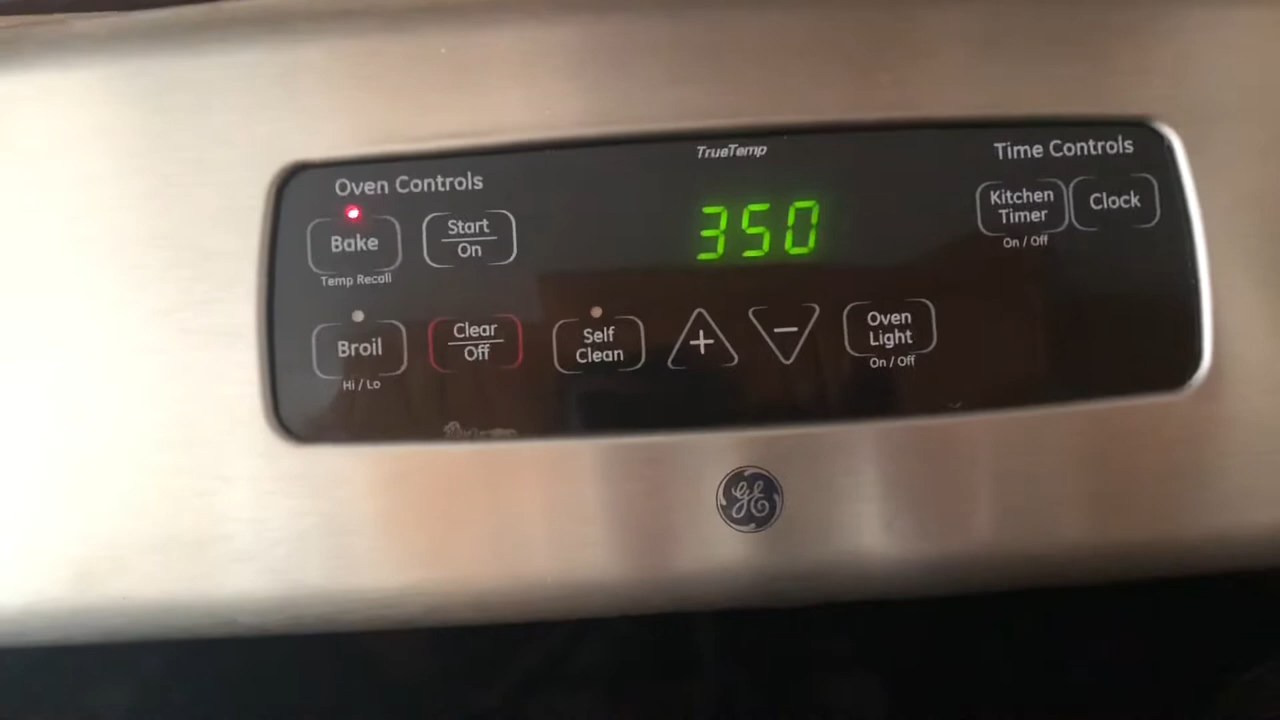 TrueTemp
Oven Controls
Time Controls
Bake
Temp Recall
Start
On
350
Kitchen
Timer
On / Off
Clock
Broil
Hi / Lo
Clear
Off
Self
Clean
+
−
Oven
Light
On / Off
GE